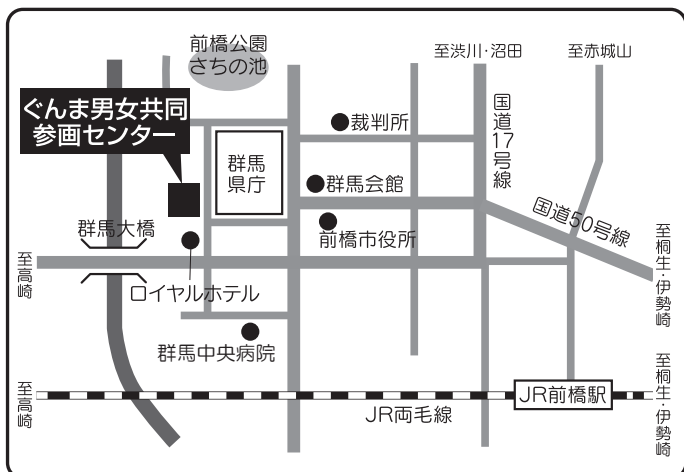 前橋公園
さちの池
至渋川・沼田
至赤城山
ぐんま男女共同
参画センター
裁判所
国道17号線
群馬
県庁
群馬会館
国道50号線
群馬大橋
前橋市役所
至高崎
至桐生・伊勢崎
ロイヤルホテル
群馬中央病院
至高崎
JR両毛線
JR前橋駅
至桐生・伊勢崎